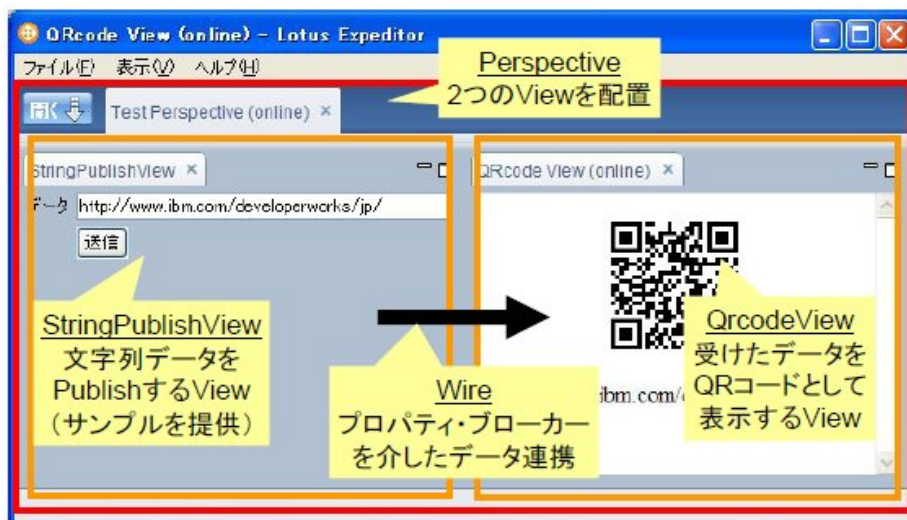 QRcode View (online) - Lotus Expeditor
ファイル(F) 表示(V) ヘルプ(H)
Perspective
2つのViewを配置
開く
Test Perspective (online)
StringPublishView
QRcode View (online)
データ http://www.ibm.com/developerworks/jp/
送信
StringPublishView
文字列データを
PublishするView
(サンプルを提供)
Wire
プロパティ・ブローカー
を介したデータ連携
ibm.com/
QrcodeView
受けたデータを
QRコードとして
表示するView